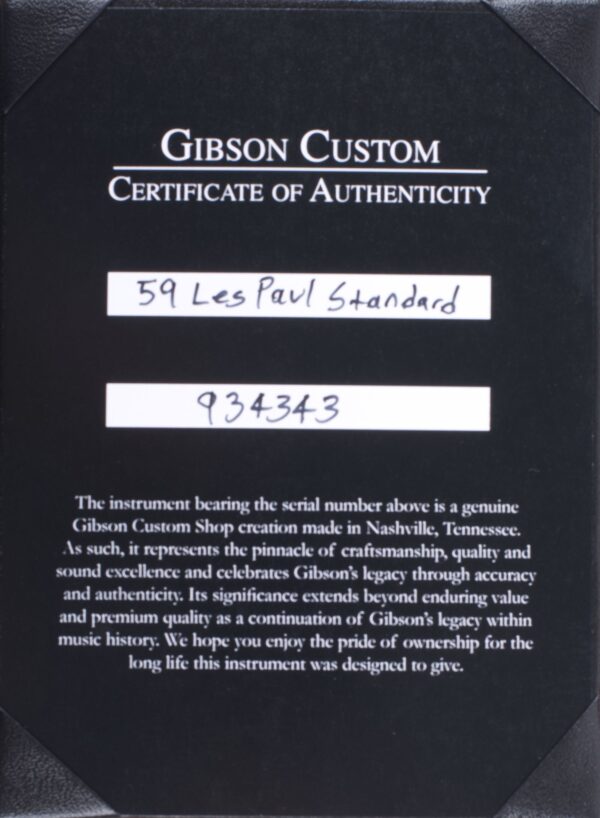 GIBSON CUSTOM
CERTIFICATE OF AUTHENTICITY
59 Les Paul Standard
934343
The instrument bearing the serial number above is a genuine
Gibson Custom Shop creation made in Nashville, Tennessee.
As such, it represents the pinnacle of craftsmanship, quality and
sound excellence and celebrates Gibson's legacy through accuracy
and authenticity. Its significance extends beyond enduring value
and premium quality as a continuation of Gibson's legacy within
music history. We hope you enjoy the pride of ownership for the
long life this instrument was designed to give.